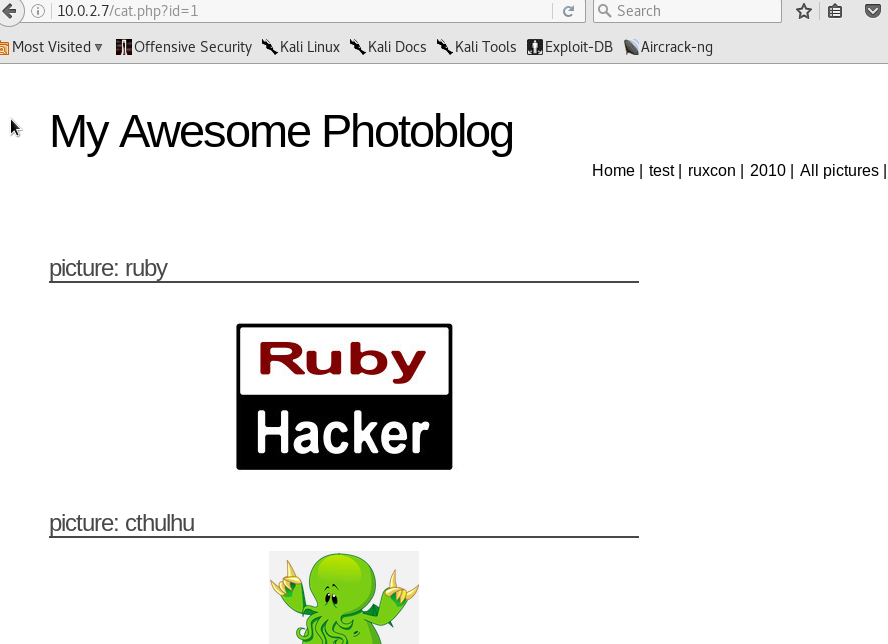 10.0.2.7/cat.php?id=1 Search
Most Visited Offensive Security Kali Linux Kali Docs Kali Tools Exploit-DB Aircrack-ng
My Awesome Photoblog
Home | test | ruxcon | 2010 | All pictures |
picture: ruby
Ruby
Hacker
picture: cthulhu